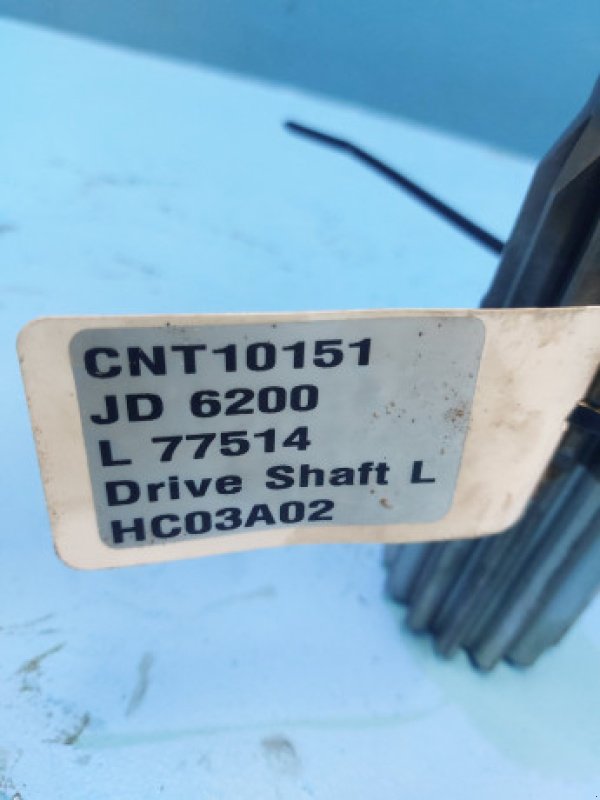 CNT10151
JD 6200
L 77514
Drive Shaft L
HC03A02